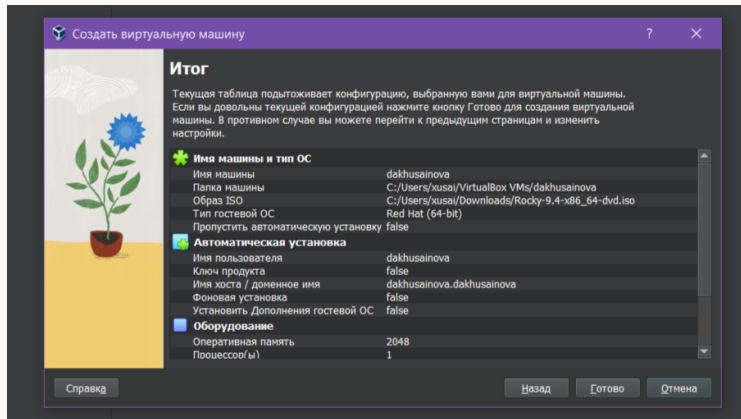 Создать виртуальную машину
?
Итог
Текущая таблица подытоживает конфигурацию, выбранную вами для виртуальной машины.
Если вы довольны текущей конфигурацией нажмите кнопку Готово для создания виртуальной
машины. В противном случае вы можете перейти к предыдущим страницам и изменить
настройки.
Имя машины и тип ОС
Имя машины dakhusainova
Папка машины C:/Users/xusai/VirtualBox VMs/dakhusainova
Образ ISO C:/Users/xusai/Downloads/Rocky-9.4-x86_64-dvd.iso
Тип гостевой ОС Red Hat (64-bit)
Пропустить автоматическую установку false
Автоматическая установка
Имя пользователя dakhusainova
Ключ продукта false
Имя хоста / доменное имя dakhusainova.dakhusainova
Фоновая установка false
Установить Дополнения гостевой ОС false
Оборудование
Оперативная память 2048
Процессор(ы) 1
Справка Назад Готово Отмена